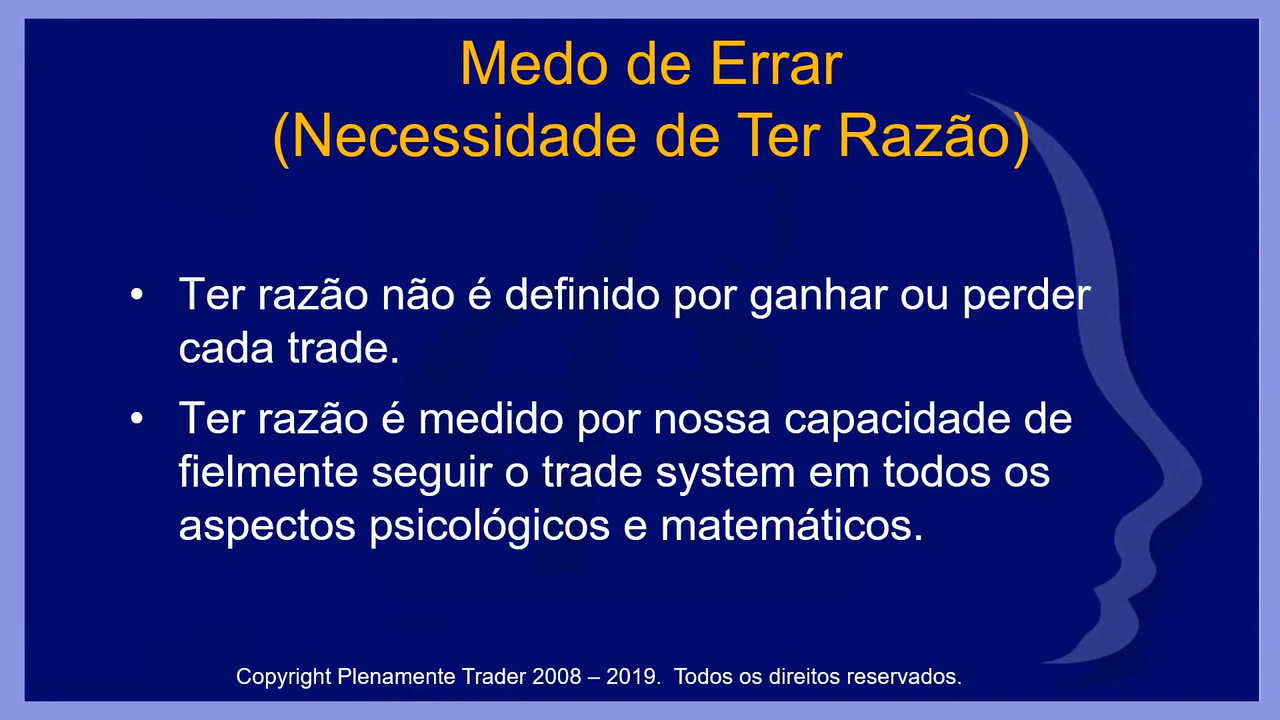 Medo de Errar
(Necessidade de Ter Razão)
• Ter razão não é definido por ganhar ou perder
cada trade.
• Ter razão é medido por nossa capacidade de
fielmente seguir o trade system em todos os
aspectos psicológicos e matemáticos.
Copyright Plenamente Trader 2008 – 2019. Todos os direitos reservados.